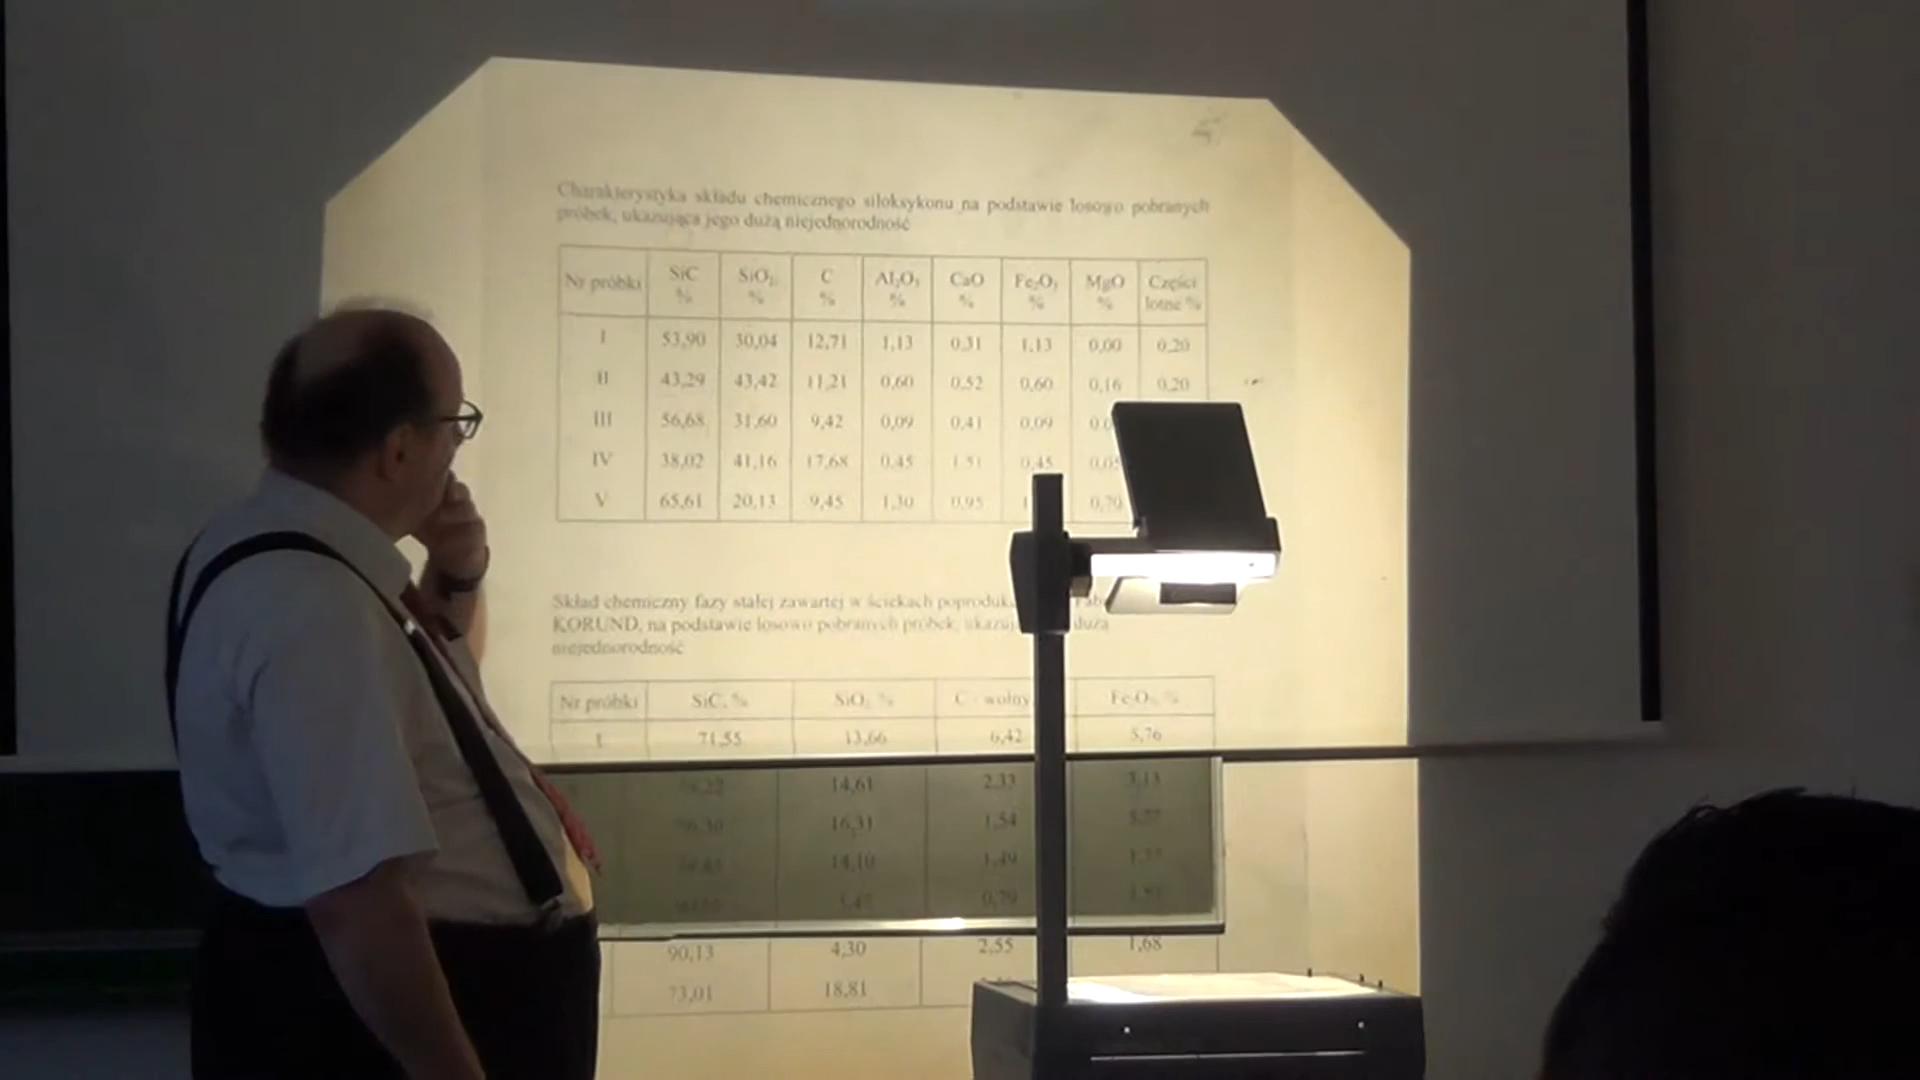 Charakterystyka składu chemicznego siloksykonu na podstawie losowo pobranych
próbek, ukazująca jego dużą niejednorodność
Nr próbki SiC % SiO₂ % C % Al₂O₃ % CaO % Fe₂O₃ % MgO % Części lotne %
I 53,90 30,04 12,71 1,13 0,31 1,13 0,00 0,20
II 43,29 43,42 11,21 0,60 0,52 0,60 0,16 0,20
III 56,68 31,60 9,42 0,09 0,41 0,09
IV 38,02 41,16 17,68 0,45 1,51 0,45
V 65,61 20,13 9,45 1,30 0,95 0,70
Skład chemiczny fazy stałej zawartej w ściekach
KORUND, na podstawie losowo pobranych próbek, dużą
niejednorodność
Nr próbki SiC, % SiO₂ % C - wolny Fe₂O₃, %
I 71,55 13,66 6,42 5,76
14,61 2,33 3,13
16,31 1,54
14,10 1,49
0,79
90,13 4,30 2,55 1,68
73,01 18,81